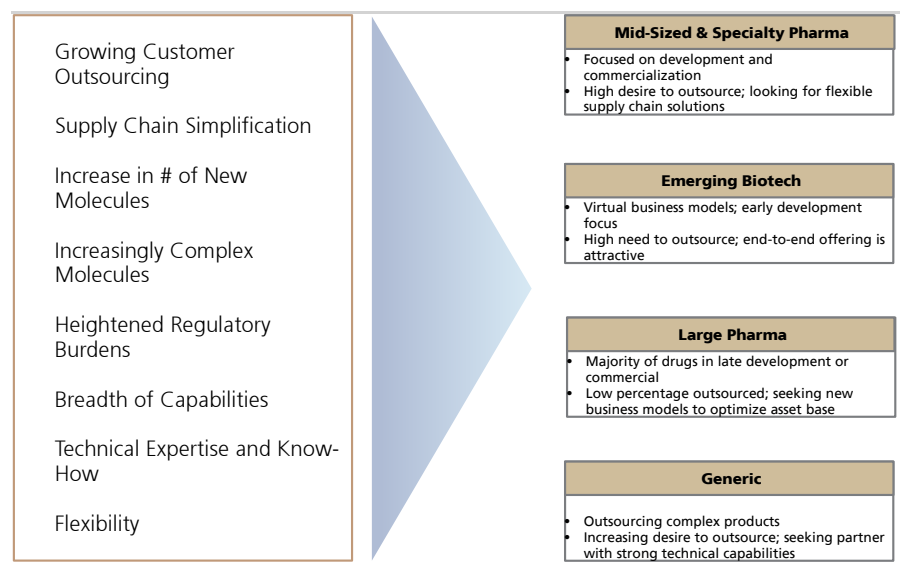 Growing Customer
Outsourcing
Supply Chain Simplification
Increase in # of New
Molecules
Increasingly Complex
Molecules
Heightened Regulatory
Burdens
Breadth of Capabilities
Technical Expertise and Know-
How
Flexibility
Mid-Sized & Specialty Pharma
• Focused on development and
commercialization
• High desire to outsource; looking for flexible
supply chain solutions
Emerging Biotech
• Virtual business models; early development
focus
• High need to outsource; end-to-end offering is
attractive
Large Pharma
• Majority of drugs in late development or
commercial
• Low percentage outsourced; seeking new
business models to optimize asset base
Generic
• Outsourcing complex products
• Increasing desire to outsource; seeking partner
with strong technical capabilities